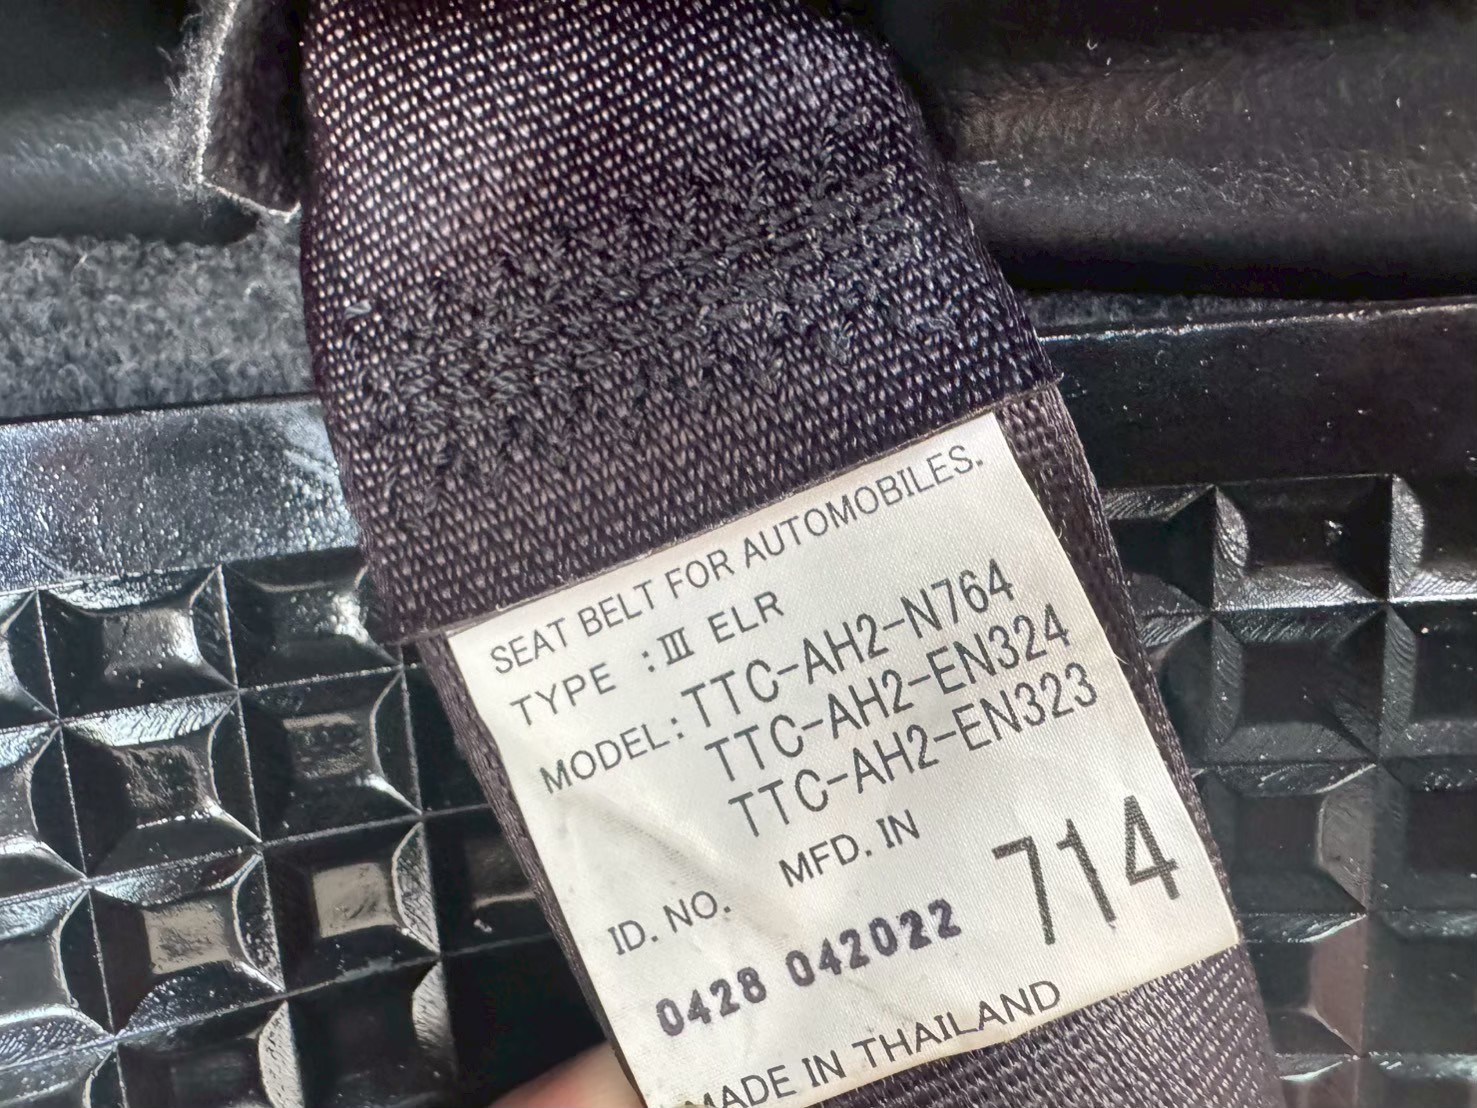 SEAT BELT FOR AUTOMOBILES.
TYPE :Ⅲ ELR
MODEL: TTC-AH2-N764
TTC-AH2-EN324
TTC-AH2-EN323
MFD. IN
ID. NO. 714
0428 042022
MADE IN THAILAND